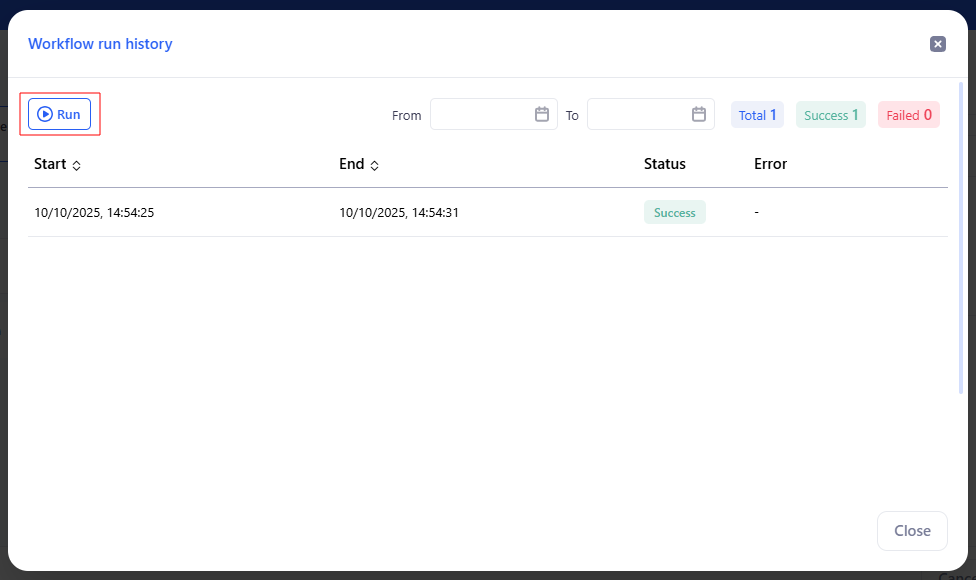 Workflow run history
Run
From
To
Total 1
Success 1
Failed 0
Start
End
Status
Error
10/10/2025, 14:54:25
10/10/2025, 14:54:31
Success
-
Close